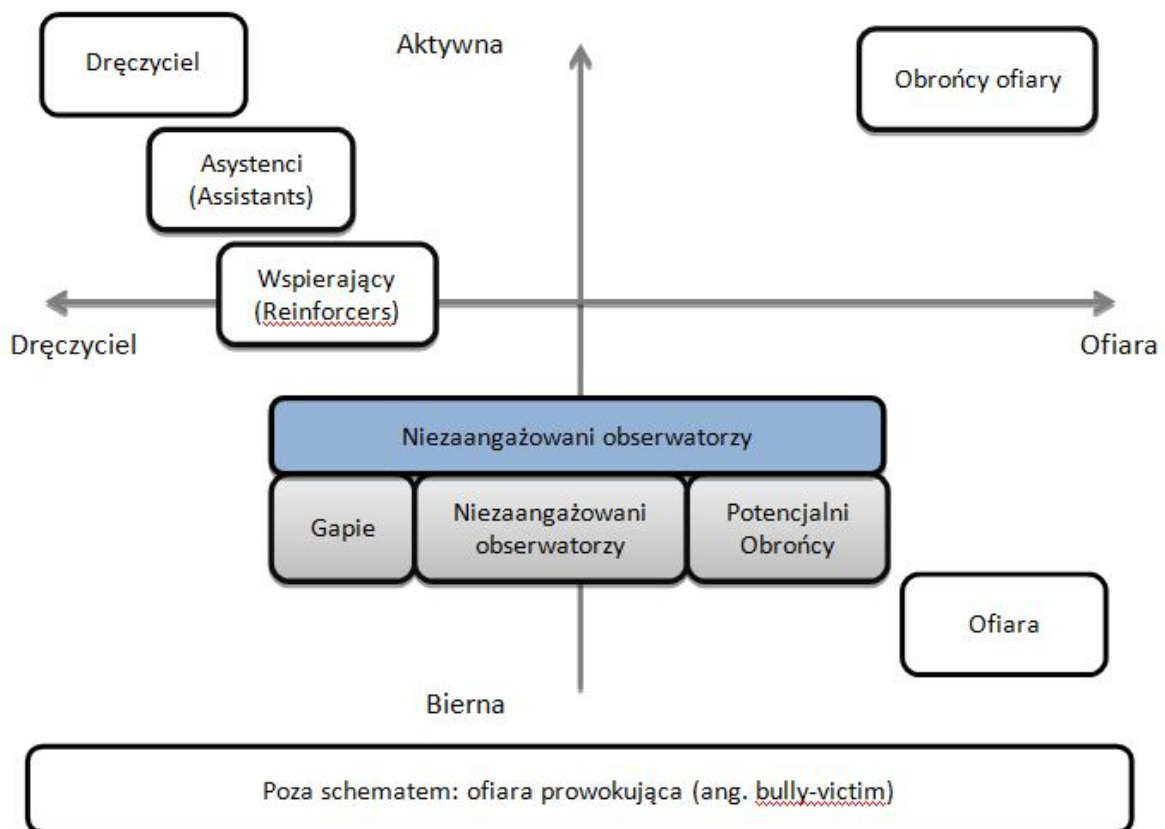 Dręczyciel
Aktywna
Obrońcy ofiary
Asystenci
(Assistants)
Wspierający
(Reinforcers)
Dręczyciel
Ofiara
Niezaangażowani obserwatorzy
Gapie
Niezaangażowani
obserwatorzy
Potencjalni
Obrońcy
Ofiara
Bierna
Poza schematem: ofiara prowokująca (ang. bully-victim)